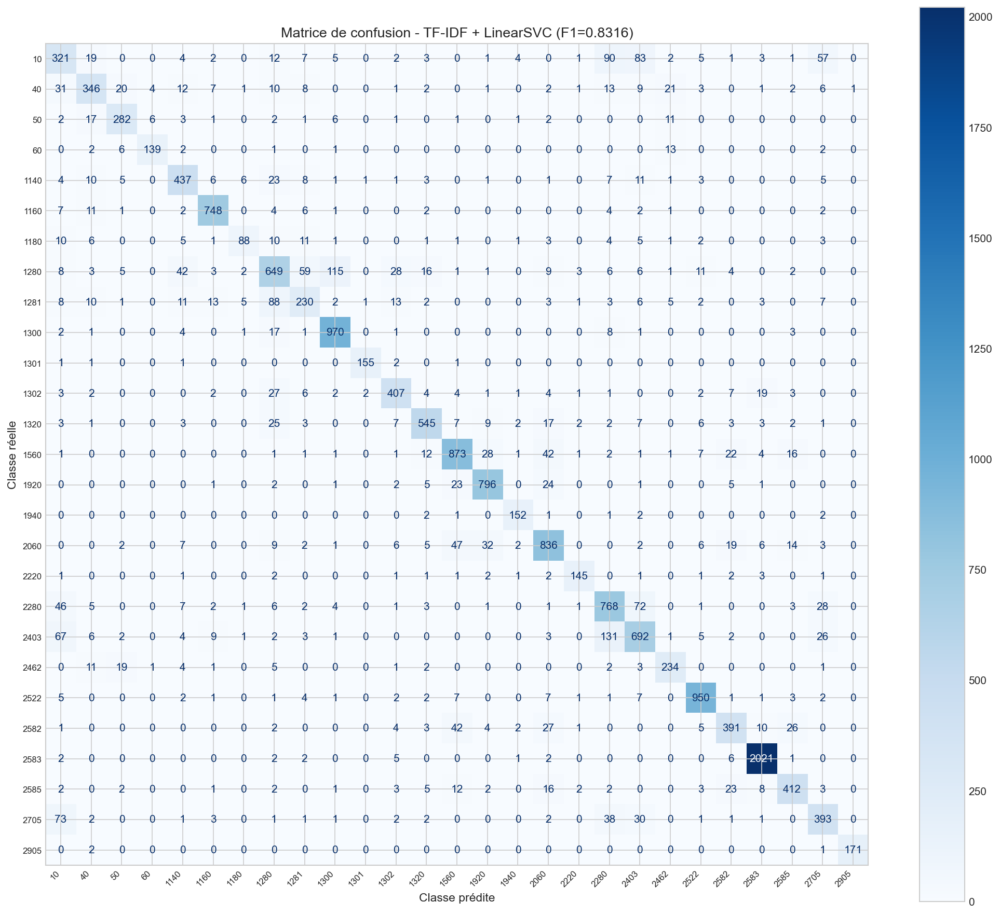 Matrice de confusion - TF-IDF + LinearSVC (F1=0.8316)
10 321 19 0 0 4 2 0 12 7 5 0 2 3 0 1 4 0 1 90 83 2 5 1 3 1 57 0
40 31 346 20 4 12 7 1 10 8 0 0 1 2 0 1 0 2 1 13 9 21 3 0 1 2 6 1
50 2 17 282 6 3 1 0 2 1 6 0 1 0 1 0 1 2 0 0 0 11 0 0 0 0 0 0
60 0 2 6 139 2 0 0 1 0 1 0 0 0 0 0 0 0 0 0 0 13 0 0 0 0 2 0
1140 4 10 5 0 437 6 6 23 8 1 1 1 3 0 1 0 1 0 7 11 1 3 0 0 0 5 0
1160 7 11 1 0 2 748 0 4 6 1 0 0 2 0 0 0 0 0 4 2 1 0 0 0 0 2 0
1180 10 6 0 0 5 1 88 10 11 1 0 0 1 1 0 1 3 0 4 5 1 2 0 0 0 3 0
1280 8 3 5 0 42 3 2 649 59 115 0 28 16 1 1 0 9 3 6 6 1 11 4 0 2 0 0
1281 8 10 1 0 11 13 5 88 230 2 1 13 2 0 0 0 3 1 3 6 5 2 0 3 0 7 0
1300 2 1 0 0 4 0 1 17 1 970 0 1 0 0 0 0 0 0 8 1 0 0 0 0 3 0 0
1301 1 1 0 0 1 0 0 0 0 0 155 2 0 1 0 0 0 0 0 0 0 0 0 0 0 0 0
1302 3 2 0 0 0 2 0 27 6 2 2 407 4 4 1 1 4 1 1 0 0 2 7 19 3 0 0
1320 3 1 0 0 3 0 0 25 3 0 0 7 545 7 9 2 17 2 2 7 0 6 3 3 2 1 0
1560 1 0 0 0 0 0 0 1 1 1 0 1 12 873 28 1 42 1 2 1 1 7 22 4 16 0 0
1920 0 0 0 0 0 1 0 2 0 1 0 2 5 23 796 0 24 0 0 1 0 0 5 1 0 0 0
1940 0 0 0 0 0 0 0 0 0 0 0 0 2 1 0 152 1 0 1 2 0 0 0 0 0 2 0
2060 0 0 2 0 7 0 0 9 2 1 0 6 5 47 32 2 836 0 0 2 0 6 19 6 14 3 0
2220 1 0 0 0 1 0 0 2 0 0 0 1 1 1 2 1 2 145 0 1 0 1 2 3 0 1 0
2280 46 5 0 0 7 2 1 6 2 4 0 1 3 0 1 0 1 1 768 72 0 1 0 0 3 28 0
2403 67 6 2 0 4 9 1 2 3 1 0 0 0 0 0 0 3 0 131 692 1 5 2 0 0 26 0
2462 0 11 19 1 4 1 0 5 0 0 0 1 2 0 0 0 0 0 2 3 234 0 0 0 0 1 0
2522 5 0 0 0 2 1 0 1 4 1 0 2 2 7 0 0 7 1 1 7 0 950 1 1 3 2 0
2582 1 0 0 0 0 0 0 2 0 0 0 4 3 42 4 2 27 1 0 0 0 5 391 10 26 0 0
2583 2 0 0 0 0 0 0 2 2 0 0 5 0 0 0 1 2 0 0 0 0 0 6 2021 1 0 0
2585 2 0 2 0 0 1 0 2 0 1 0 3 5 12 2 0 16 2 2 0 0 3 23 8 412 3 0
2705 73 2 0 0 1 3 0 1 1 1 0 2 2 0 0 0 2 0 38 30 0 1 1 1 0 393 0
2905 0 2 0 0 0 0 0 0 0 0 0 0 0 0 0 0 0 0 0 0 0 0 0 0 0 1 171
10 40 50 60 1140 1160 1180 1280 1281 1300 1301 1302 1320 1560 1920 1940 2060 2220 2280 2403 2462 2522 2582 2583 2585 2705 2905
Classe prédite
Classe réelle
2000
1750
1500
1250
1000
750
500
250
0